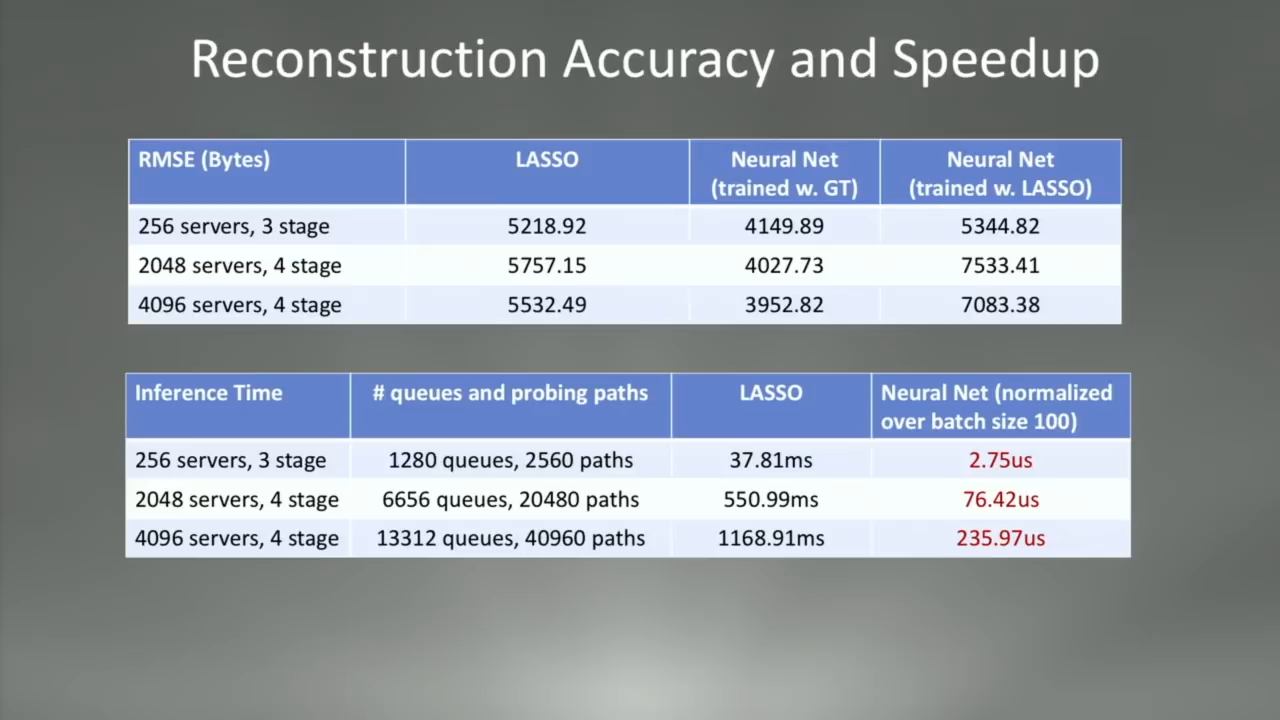 Reconstruction Accuracy and Speedup
RMSE (Bytes) LASSO Neural Net (trained w. GT) Neural Net (trained w. LASSO)
256 servers, 3 stage 5218.92 4149.89 5344.82
2048 servers, 4 stage 5757.15 4027.73 7533.41
4096 servers, 4 stage 5532.49 3952.82 7083.38
Inference Time # queues and probing paths LASSO Neural Net (normalized over batch size 100)
256 servers, 3 stage 1280 queues, 2560 paths 37.81ms 2.75us
2048 servers, 4 stage 6656 queues, 20480 paths 550.99ms 76.42us
4096 servers, 4 stage 13312 queues, 40960 paths 1168.91ms 235.97us